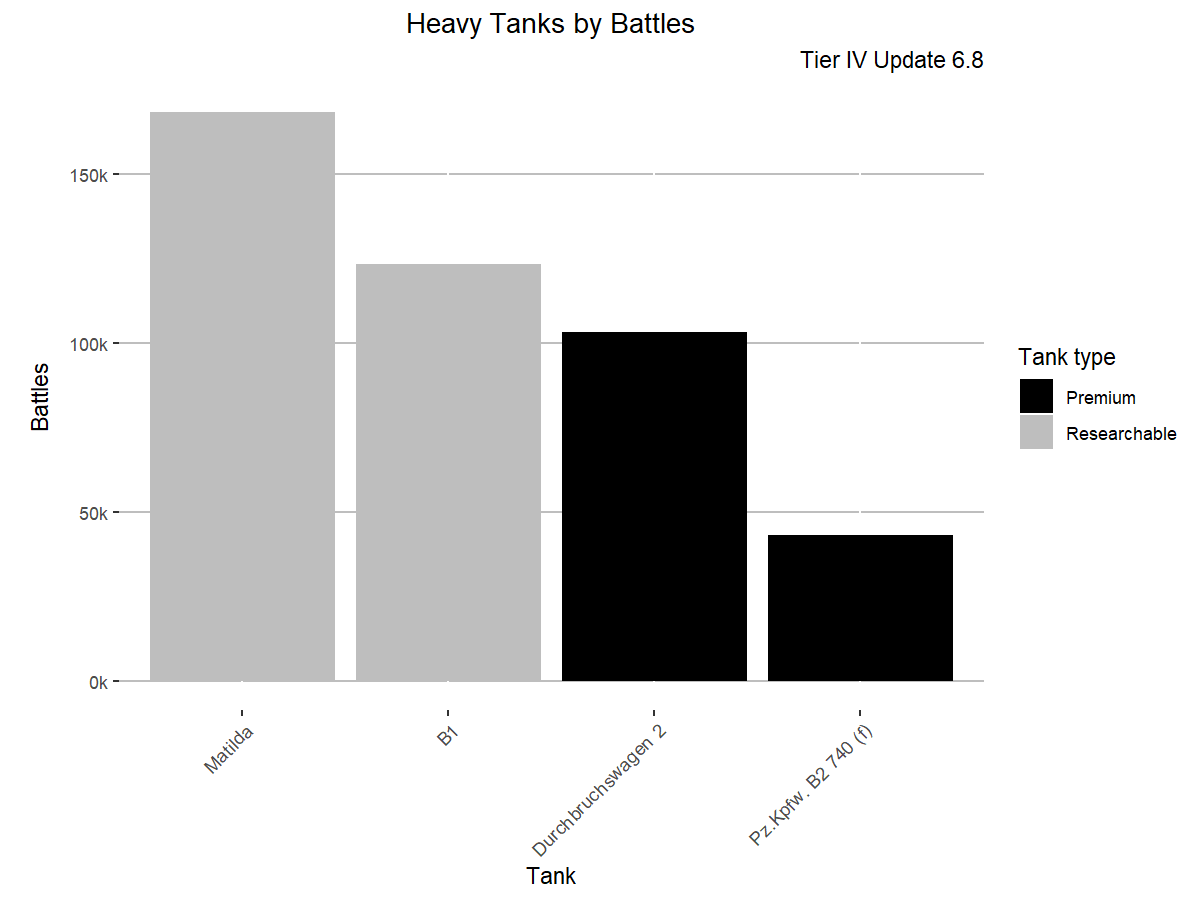 Heavy Tanks by Battles
Tier IV Update 6.8
Battles
150k
100k
50k
0k
Matilda
B1
Durchbruchswagen 2
Pz.Kpfw. B2 740 (f)
Tank
Tank type
Premium
Researchable